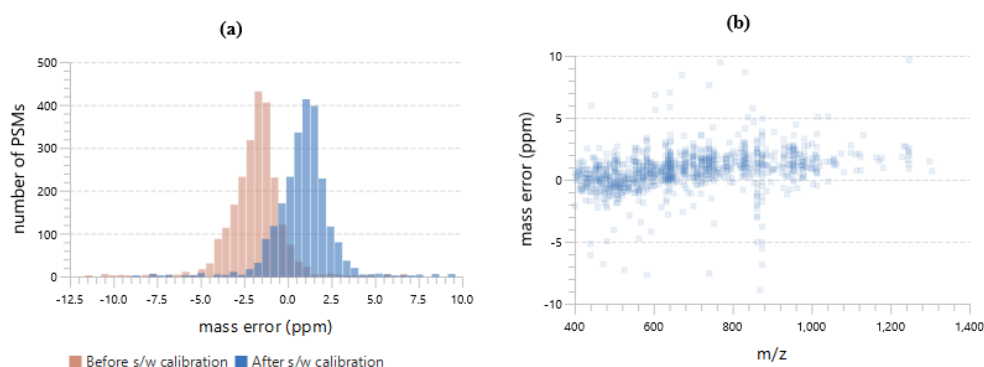 (a)
500
400
300
200
100
0
number of PSMs
-12.5 -10.0 -7.5 -5.0 -2.5 0.0 2.5 5.0 7.5 10.0
mass error (ppm)
Before s/w calibration After s/w calibration
(b)
10
5
0
-5
-10
mass error (ppm)
400 600 800 1,000 1,200 1,400
m/z